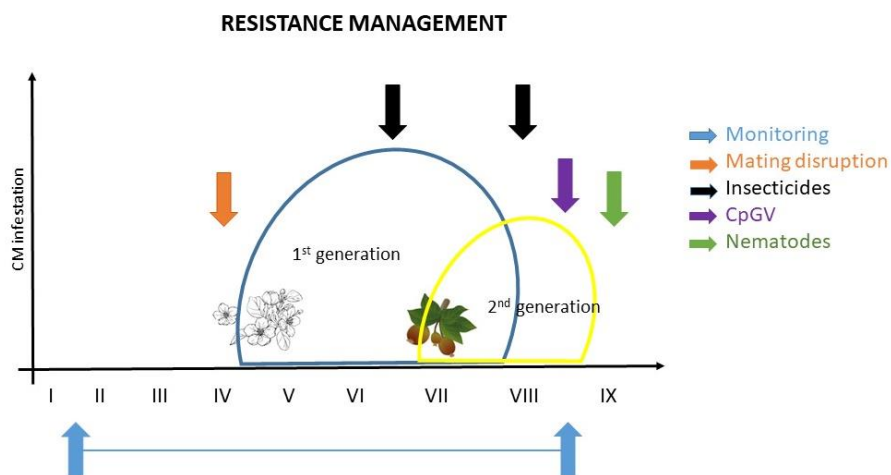 RESISTANCE MANAGEMENT
CM infestation
1st generation
2nd generation
Monitoring
Mating disruption
Insecticides
CpGV
Nematodes
I II III IV V VI VII VIII IX